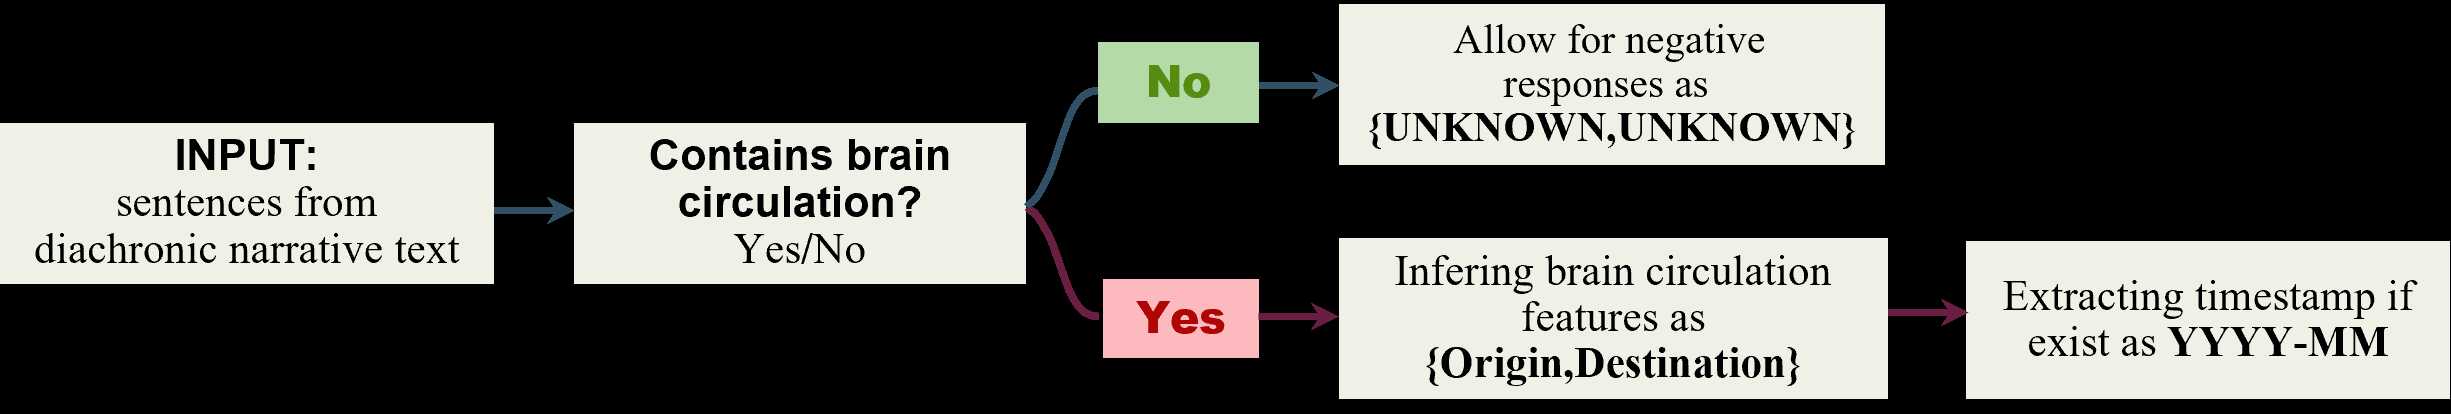 INPUT:
sentences from
diachronic narrative text
Contains brain
circulation?
Yes/No
No
Allow for negative
responses as
{UNKNOWN,UNKNOWN}
Yes
Infering brain circulation
features as
{Origin,Destination}
Extracting timestamp if
exist as YYYY-MM